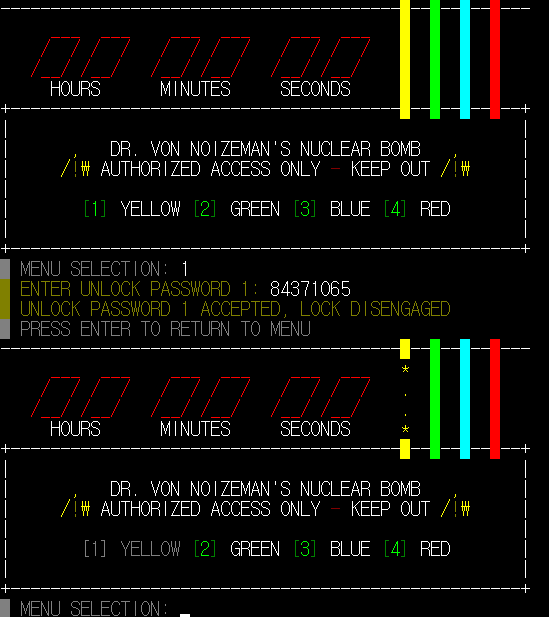 HOURS MINUTES SECONDS
DR. VON NOIZEMAN'S NUCLEAR BOMB
/!₩ AUTHORIZED ACCESS ONLY - KEEP OUT /!₩
[1] YELLOW [2] GREEN [3] BLUE [4] RED
MENU SELECTION: 1
ENTER UNLOCK PASSWORD 1: 84371065
UNLOCK PASSWORD 1 ACCEPTED, LOCK DISENGAGED
PRESS ENTER TO RETURN TO MENU
HOURS MINUTES SECONDS
DR. VON NOIZEMAN'S NUCLEAR BOMB
/!₩ AUTHORIZED ACCESS ONLY - KEEP OUT /!₩
[1] YELLOW [2] GREEN [3] BLUE [4] RED
MENU SELECTION: